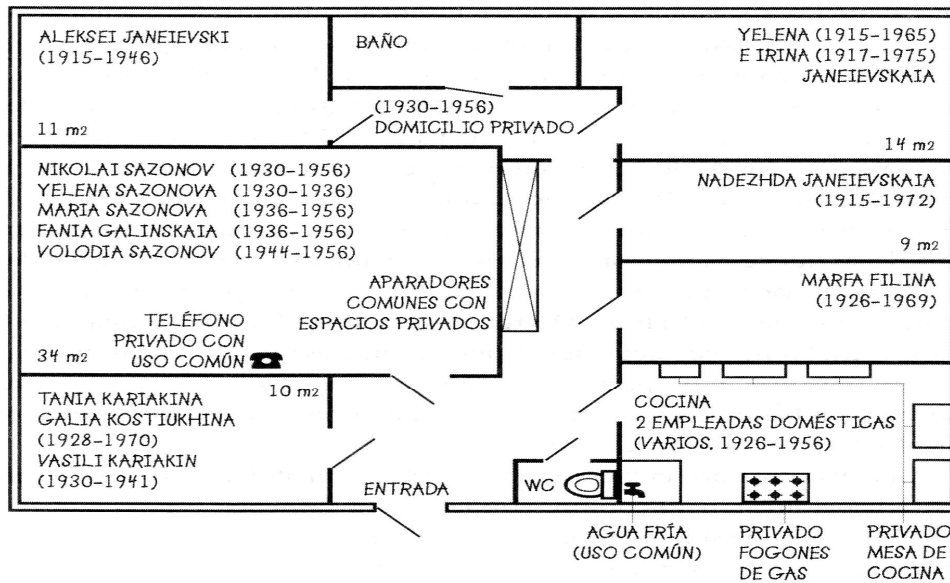 ALEKSEI JANEIEVSKI
(1915-1946)
11 m2
BAÑO
(1930-1956)
DOMICILIO PRIVADO
YELENA (1915-1965)
E IRINA (1917-1975)
JANEIEVSKAIA
14 m2
NIKOLAI SAZONOV (1930-1956)
YELENA SAZONOVA (1930-1936)
MARIA SAZONOVA (1936-1956)
FANIA GALINSKAIA (1936-1956)
VOLODIA SAZONOV (1944-1956)
APARADORES
COMUNES CON
ESPACIOS PRIVADOS
TELÉFONO
PRIVADO CON
USO COMÚN
34 m2
NADEZHDA JANEIEVSKAIA
(1915-1972)
9 m2
MARFA FILINA
(1926-1969)
10 m2
TANIA KARIAKINA
GALIA KOSTIUKHINA
(1928-1970)
VASILI KARIAKIN
(1930-1941)
ENTRADA
WC
COCINA
2 EMPLEADAS DOMÉSTICAS
(VARIOS, 1926-1956)
AGUA FRÍA
(USO COMÚN)
PRIVADO
FOGONES
DE GAS
PRIVADO
MESA DE
COCINA